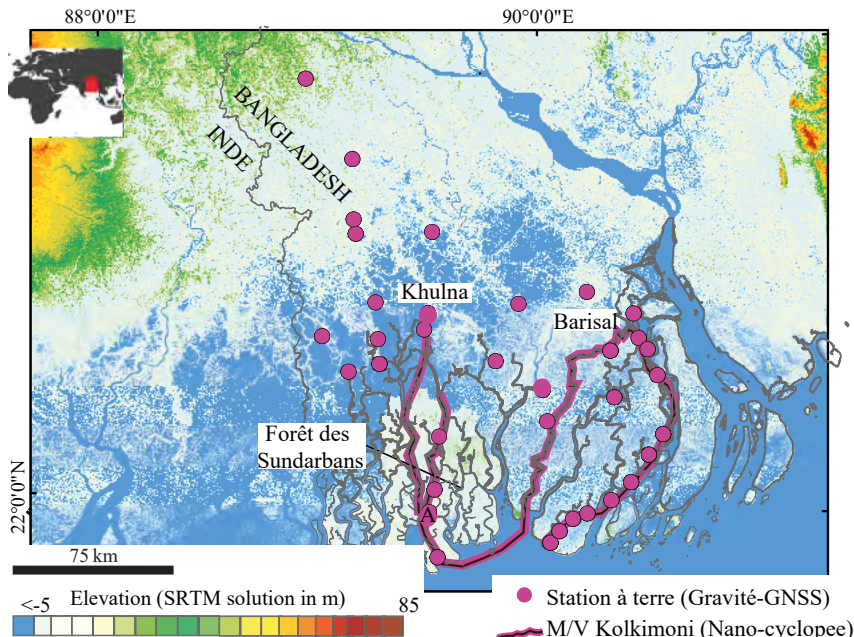 88°0'0"E
90°0'0"E
BANGLADESH
INDE
Khulna
Barisal
Forêt des
Sundarbans
22°0'0"N
A
75 km
Elevation (SRTM solution in m)
<-5
85
Station à terre (Gravité-GNSS)
M/V Kolkimoni (Nano-cyclopee)